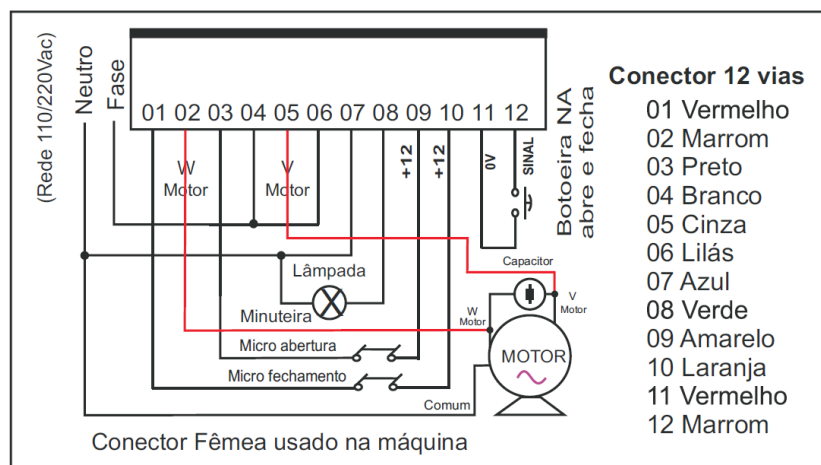 (Rede 110/220Vac)
Neutro
Fase
01 02 03 04 05 06 07 08 09 10 11 12
W
Motor
V
Motor
+12
+12
0V
SINAL
Botoeira NA
abre e fecha
Lâmpada
Minuteira
Capacitor
W
Motor
V
Motor
Micro abertura
Micro fechamento
MOTOR
Comum
Conector Fêmea usado na máquina
Conector 12 vias
01 Vermelho
02 Marrom
03 Preto
04 Branco
05 Cinza
06 Lilás
07 Azul
08 Verde
09 Amarelo
10 Laranja
11 Vermelho
12 Marrom